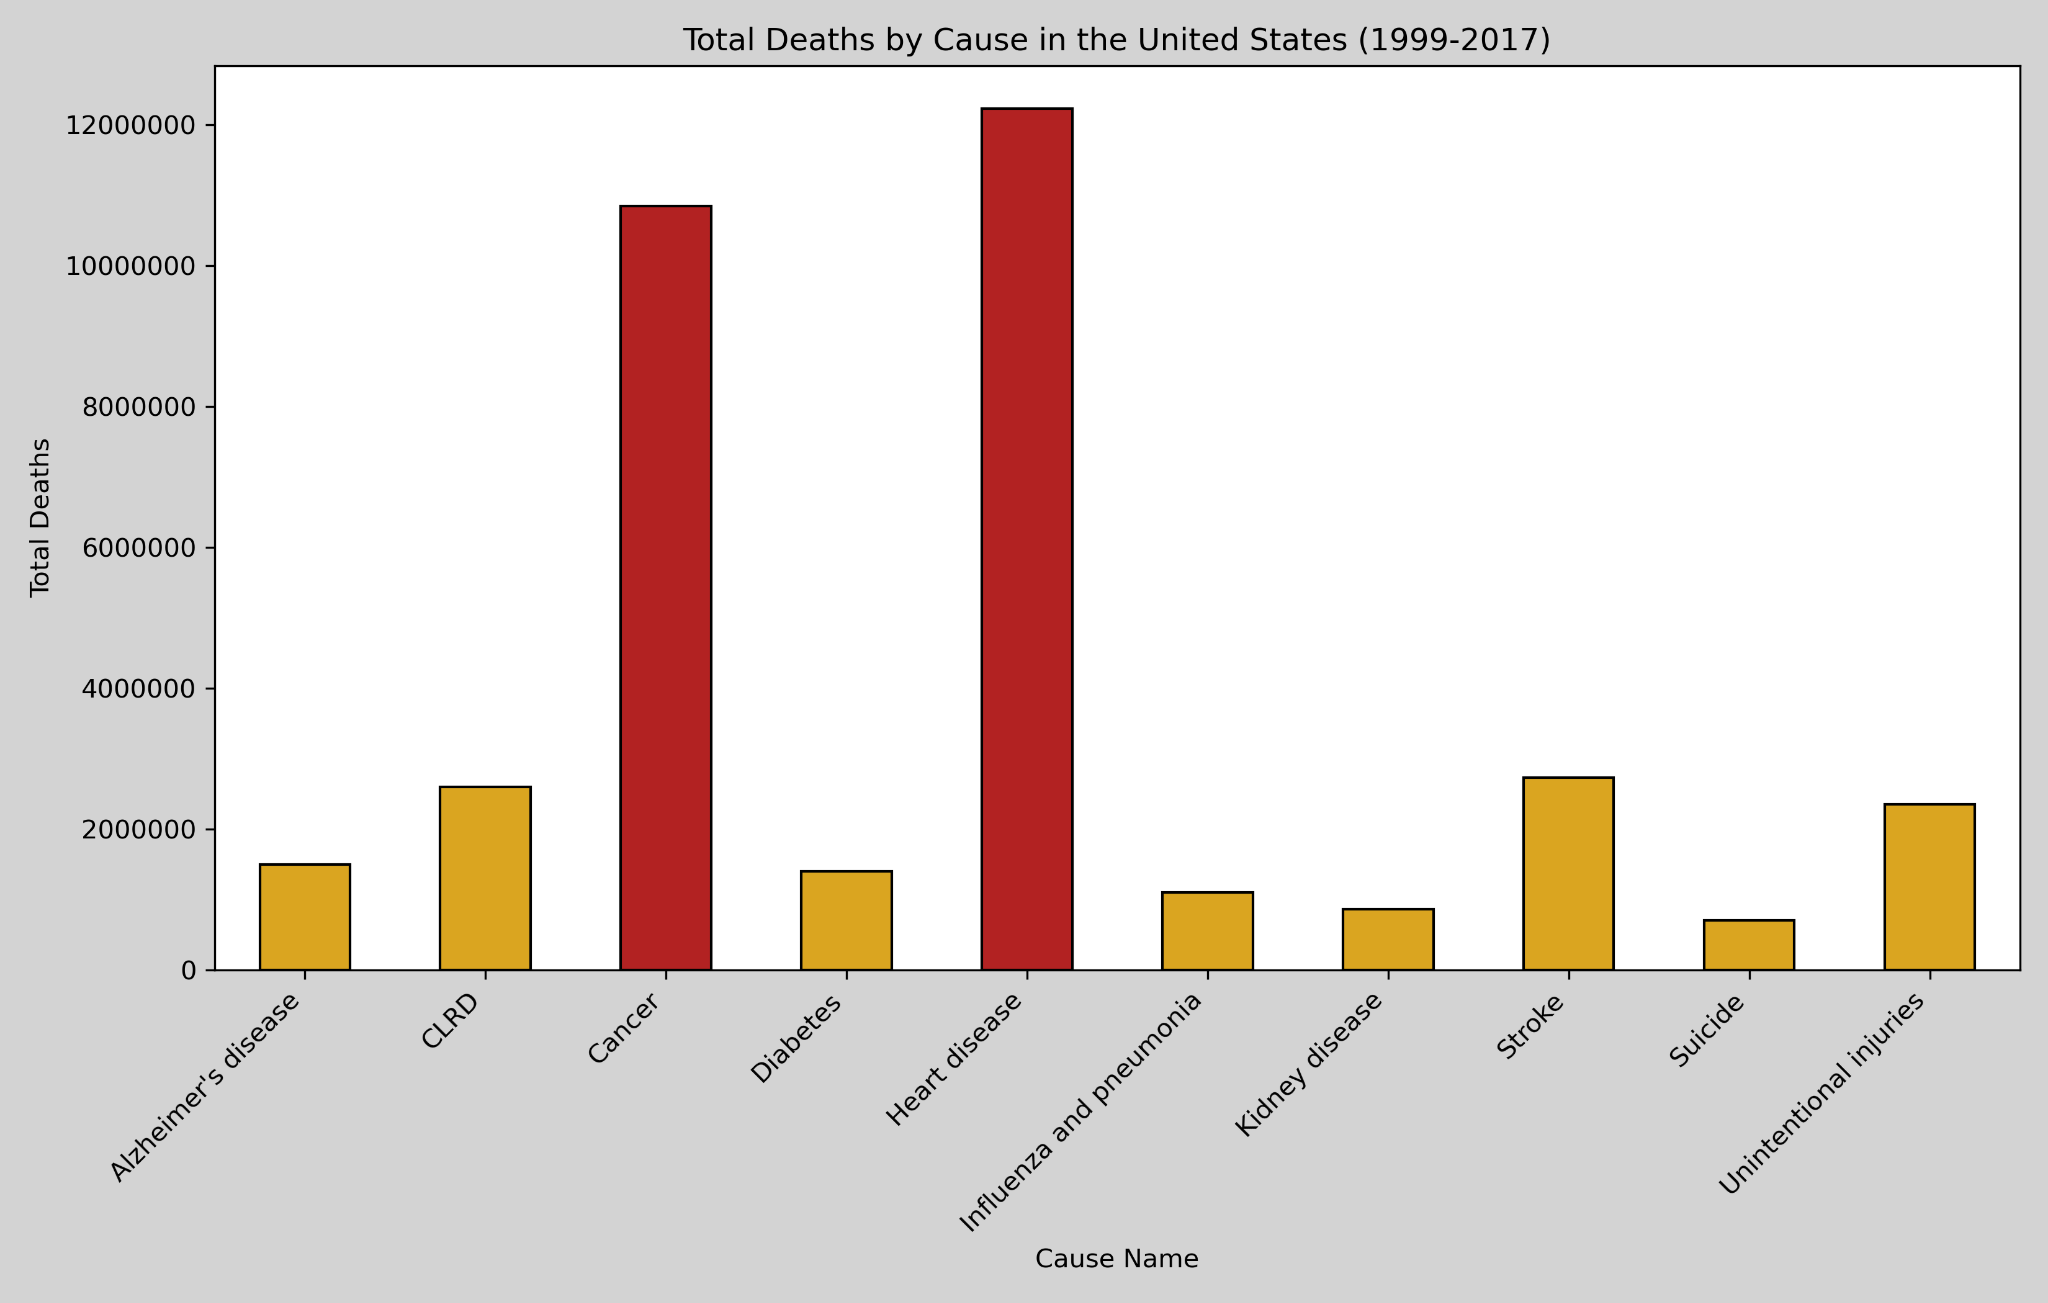 Total Deaths by Cause in the United States (1999-2017)
Total Deaths
12000000
10000000
8000000
6000000
4000000
2000000
0
Alzheimer's disease
CLRD
Cancer
Diabetes
Heart disease
Influenza and pneumonia
Kidney disease
Stroke
Suicide
Unintentional injuries
Cause Name